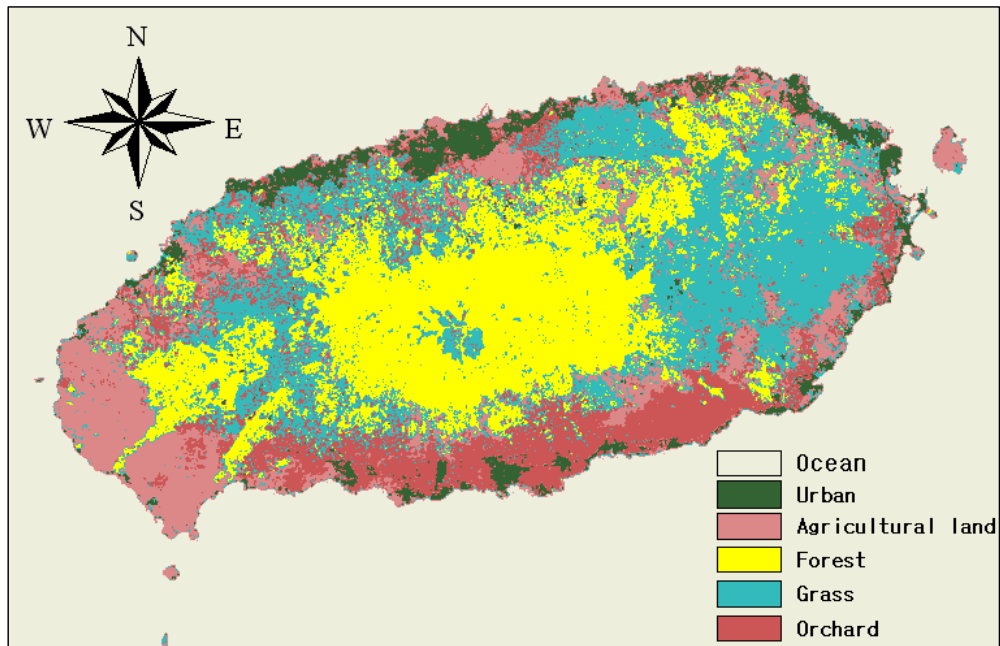 N
W
E
S
Ocean
Urban
Agricultural land
Forest
Grass
Orchard